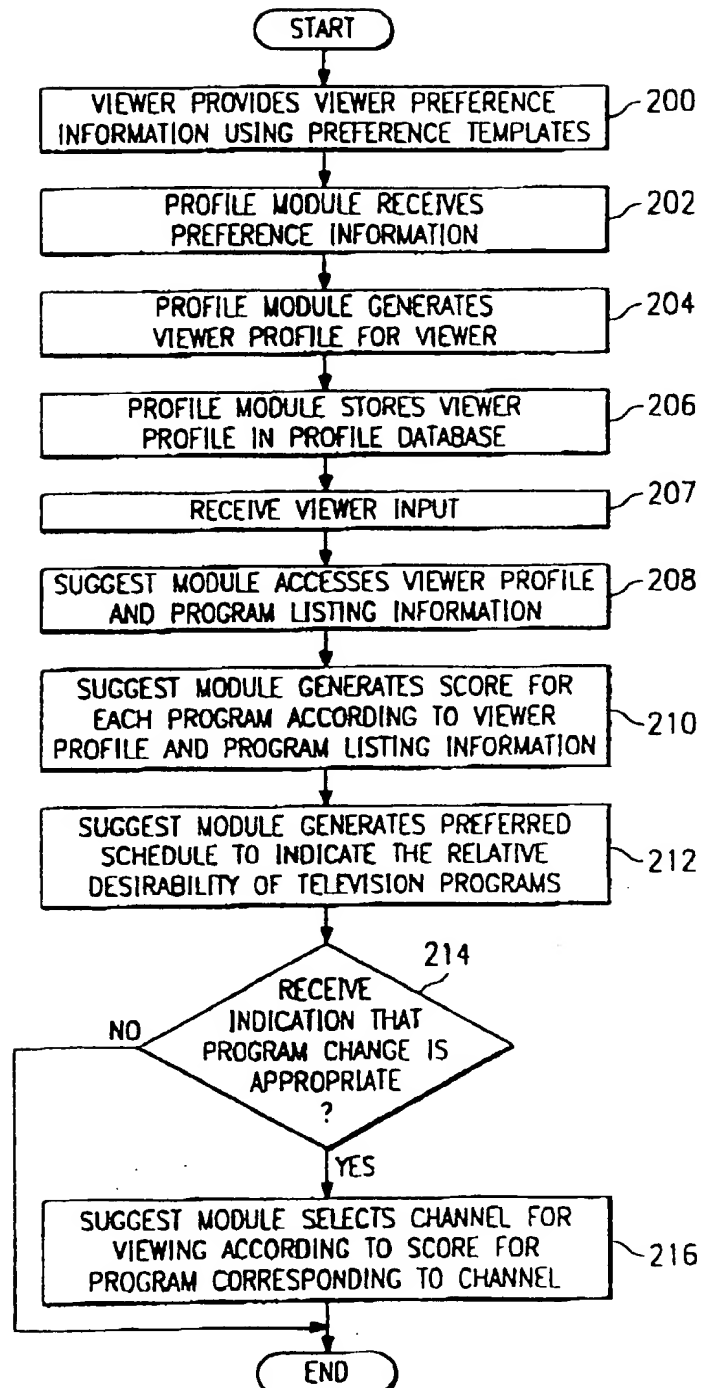 START
VIEWER PROVIDES VIEWER PREFERENCE
INFORMATION USING PREFERENCE TEMPLATES
200
PROFILE MODULE RECEIVES
PREFERENCE INFORMATION
202
PROFILE MODULE GENERATES
VIEWER PROFILE FOR VIEWER
204
PROFILE MODULE STORES VIEWER
PROFILE IN PROFILE DATABASE
206
RECEIVE VIEWER INPUT
207
SUGGEST MODULE ACCESSES VIEWER PROFILE
AND PROGRAM LISTING INFORMATION
208
SUGGEST MODULE GENERATES SCORE FOR
EACH PROGRAM ACCORDING TO VIEWER
PROFILE AND PROGRAM LISTING INFORMATION
210
SUGGEST MODULE GENERATES PREFERRED
SCHEDULE TO INDICATE THE RELATIVE
DESIRABILITY OF TELEVISION PROGRAMS
212
214
RECEIVE
INDICATION THAT
PROGRAM CHANGE IS
APPROPRIATE
?
NO
YES
SUGGEST MODULE SELECTS CHANNEL FOR
VIEWING ACCORDING TO SCORE FOR
PROGRAM CORRESPONDING TO CHANNEL
216
END